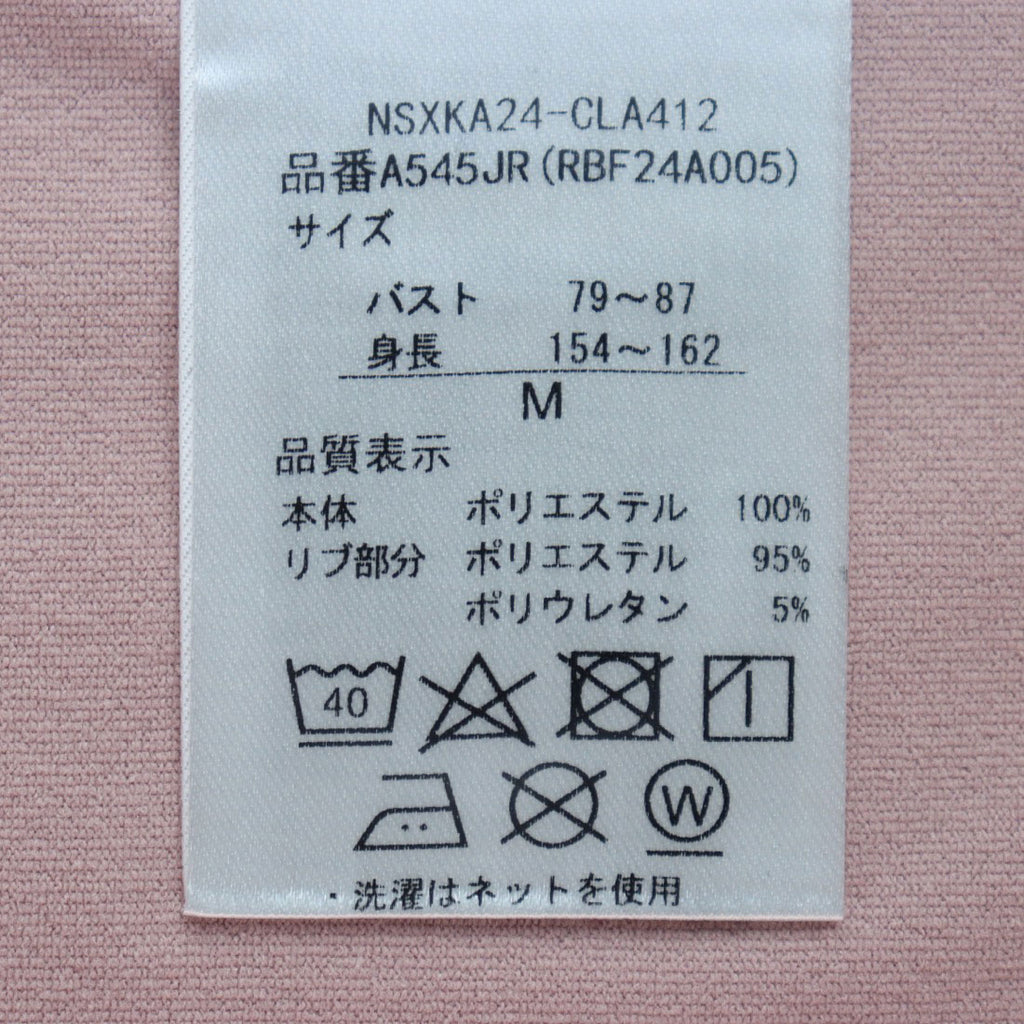 NSXKA24-CLA412
品番A545JR(RBF24A005)
サイズ
バスト 79～87
身長 154～162
M
品質表示
本体 ポリエステル 100%
リブ部分 ポリエステル 95%
ポリウレタン 5%
40
W
・洗濯はネットを使用